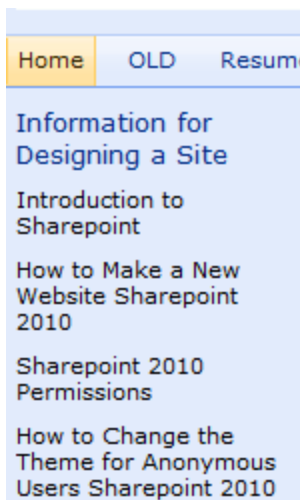 Home OLD Resum
Information for
Designing a Site
Introduction to
Sharepoint
How to Make a New
Website Sharepoint
2010
Sharepoint 2010
Permissions
How to Change the
Theme for Anonymous
Users Sharepoint 2010